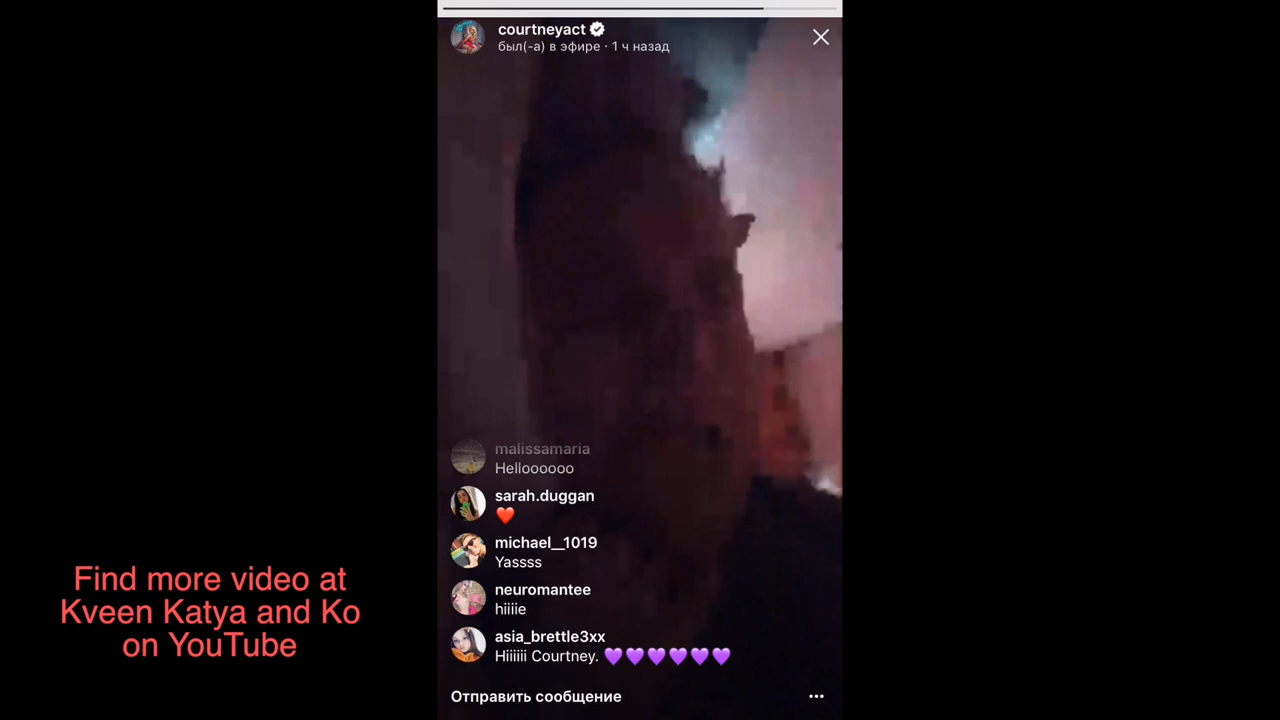 courtneyact
был(-а) в эфире · 1 ч назад
malissamaria
Helloooooo
sarah.duggan
❤️
michael__1019
Yassss
neuromantee
hiiiie
asia_brettle3xx
Hiiiiii Courtney. 💜💜💜💜💜💜
Отправить сообщение
Find more video at
Kveen Katya and Ko
on YouTube